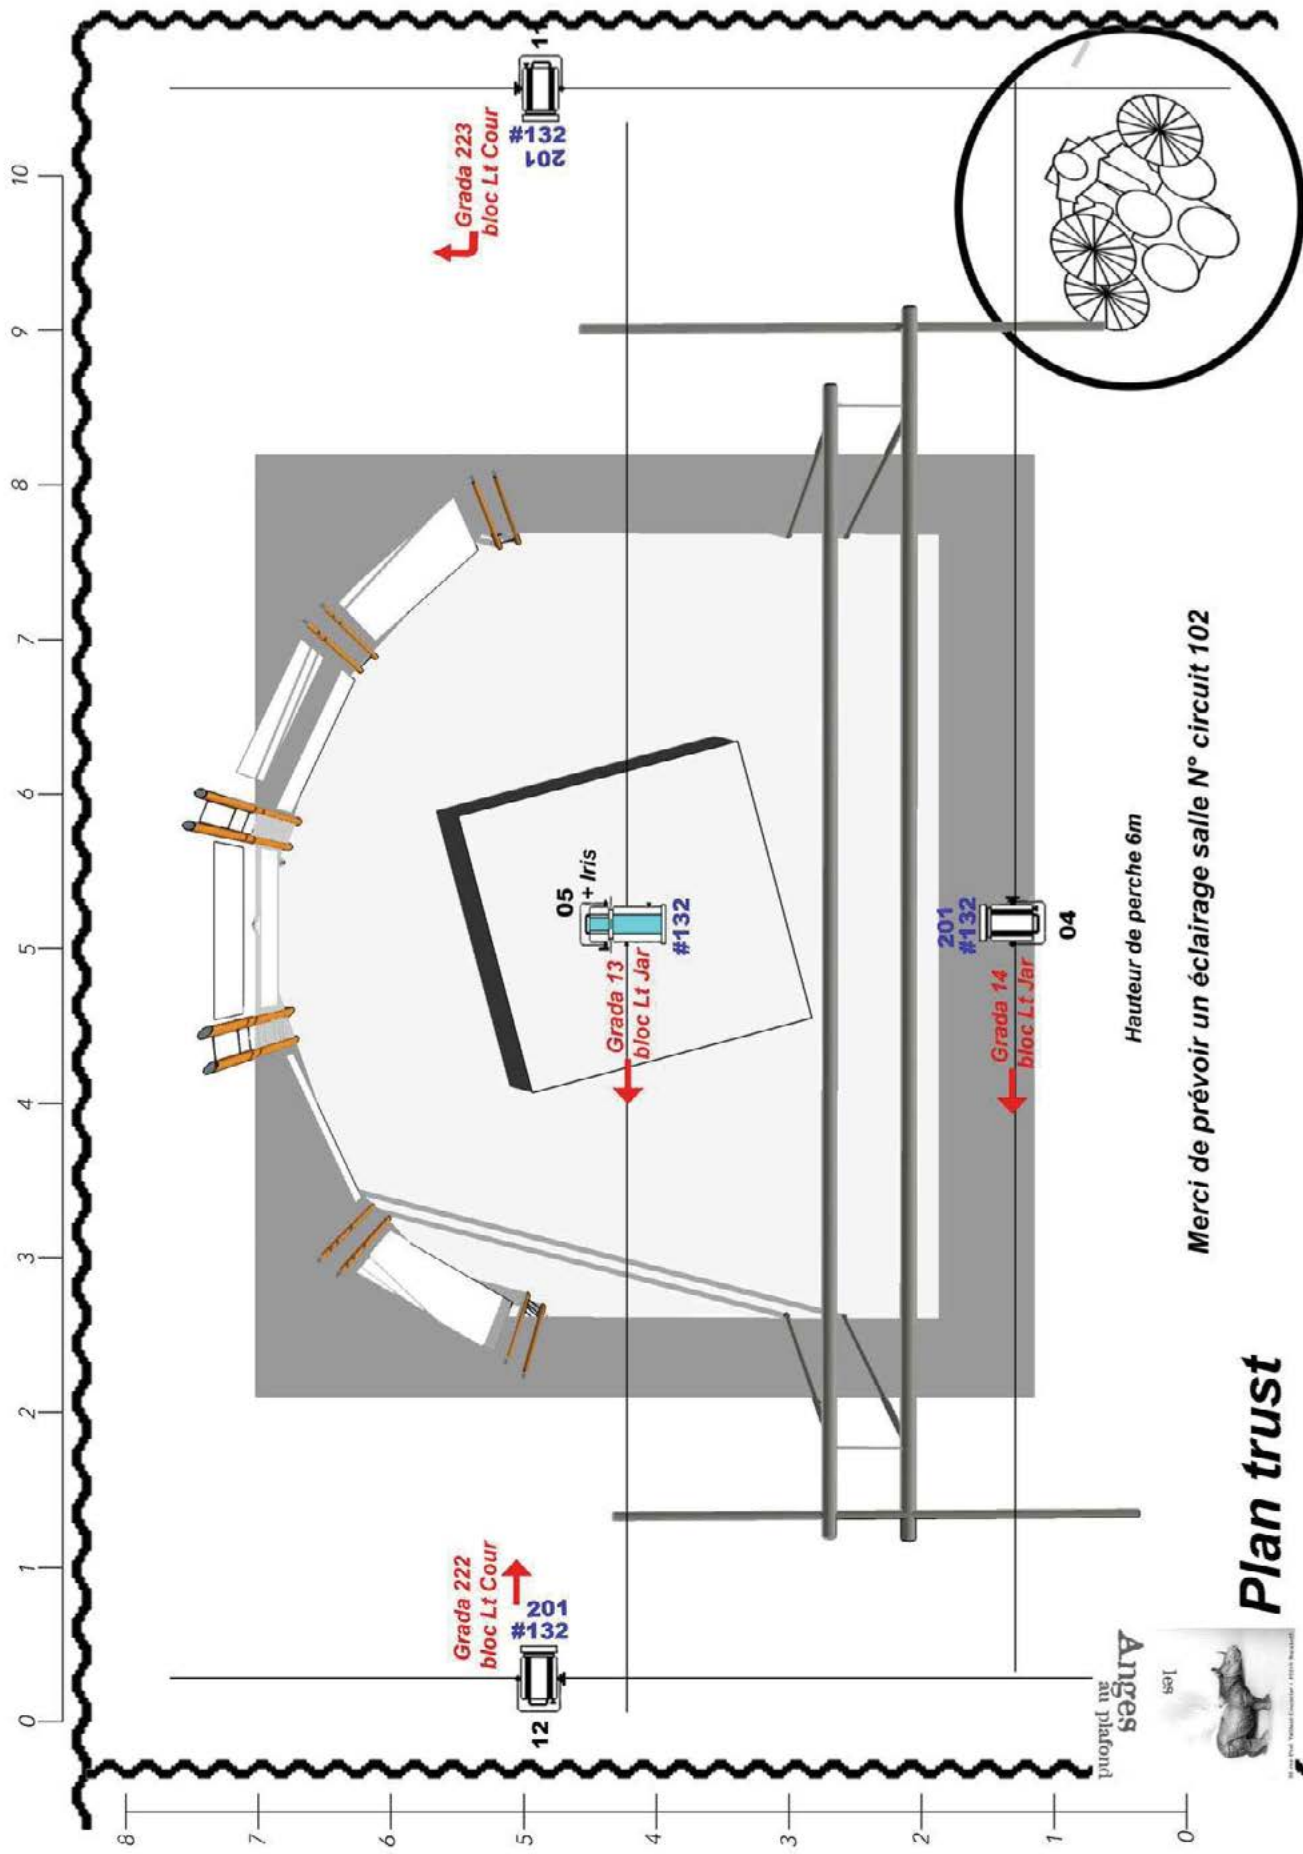 0 1 2 3 4 5 6 7 8 9 10
8
7
6
5
4
3
2
1
0
Grada 222
bloc Lt Cour
201
#132
12
Grada 223
bloc Lt Cour
#132
201
11
05
+ Iris
Grada 13
bloc Lt Jar
#132
201
#132
Grada 14
bloc Lt Jar
04
Hauteur de perche 6m
Merci de prévoir un éclairage salle N° circuit 102
les
Anges
au plafond
Plan trust